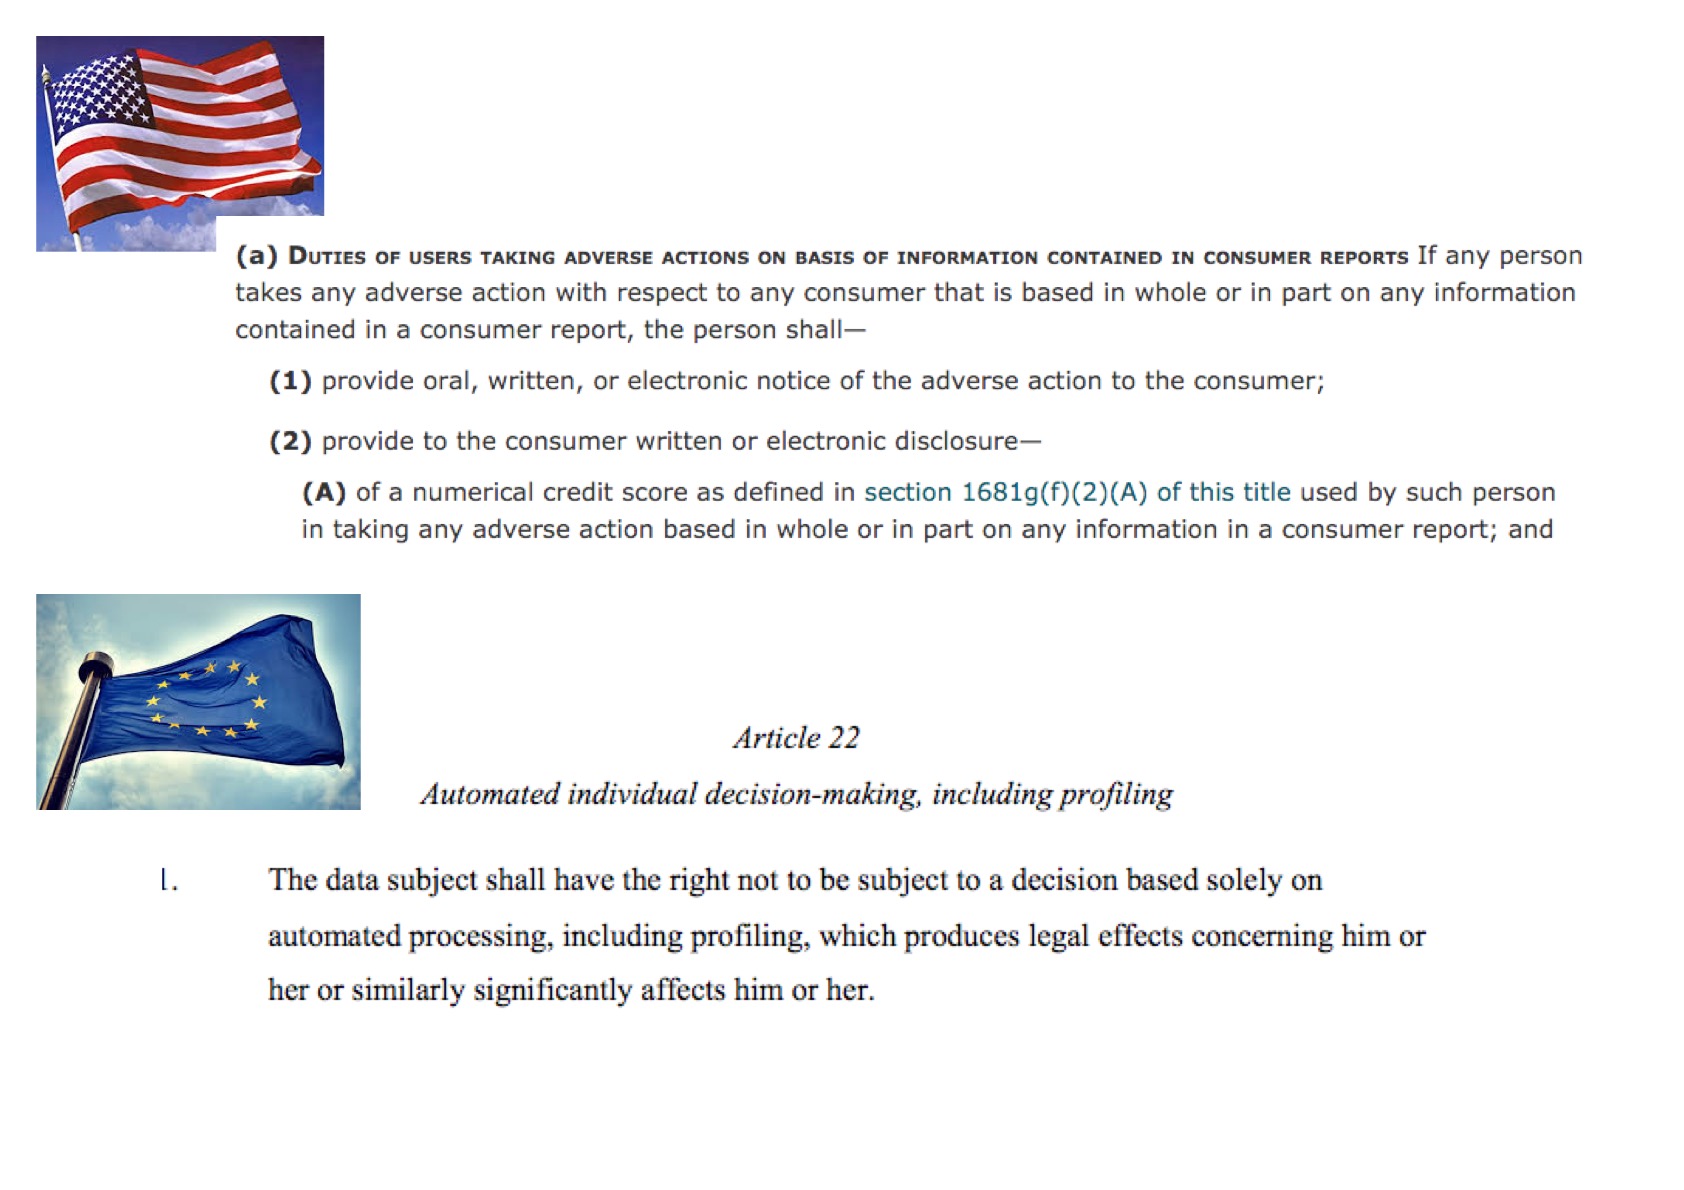 (a) DUTIES OF USERS TAKING ADVERSE ACTIONS ON BASIS OF INFORMATION CONTAINED IN CONSUMER REPORTS If any person
takes any adverse action with respect to any consumer that is based in whole or in part on any information
contained in a consumer report, the person shall—
(1) provide oral, written, or electronic notice of the adverse action to the consumer;
(2) provide to the consumer written or electronic disclosure—
(A) of a numerical credit score as defined in section 1681g(f)(2)(A) of this title used by such person
in taking any adverse action based in whole or in part on any information in a consumer report; and
Article 22
Automated individual decision-making, including profiling
1. The data subject shall have the right not to be subject to a decision based solely on
automated processing, including profiling, which produces legal effects concerning him or
her or similarly significantly affects him or her.